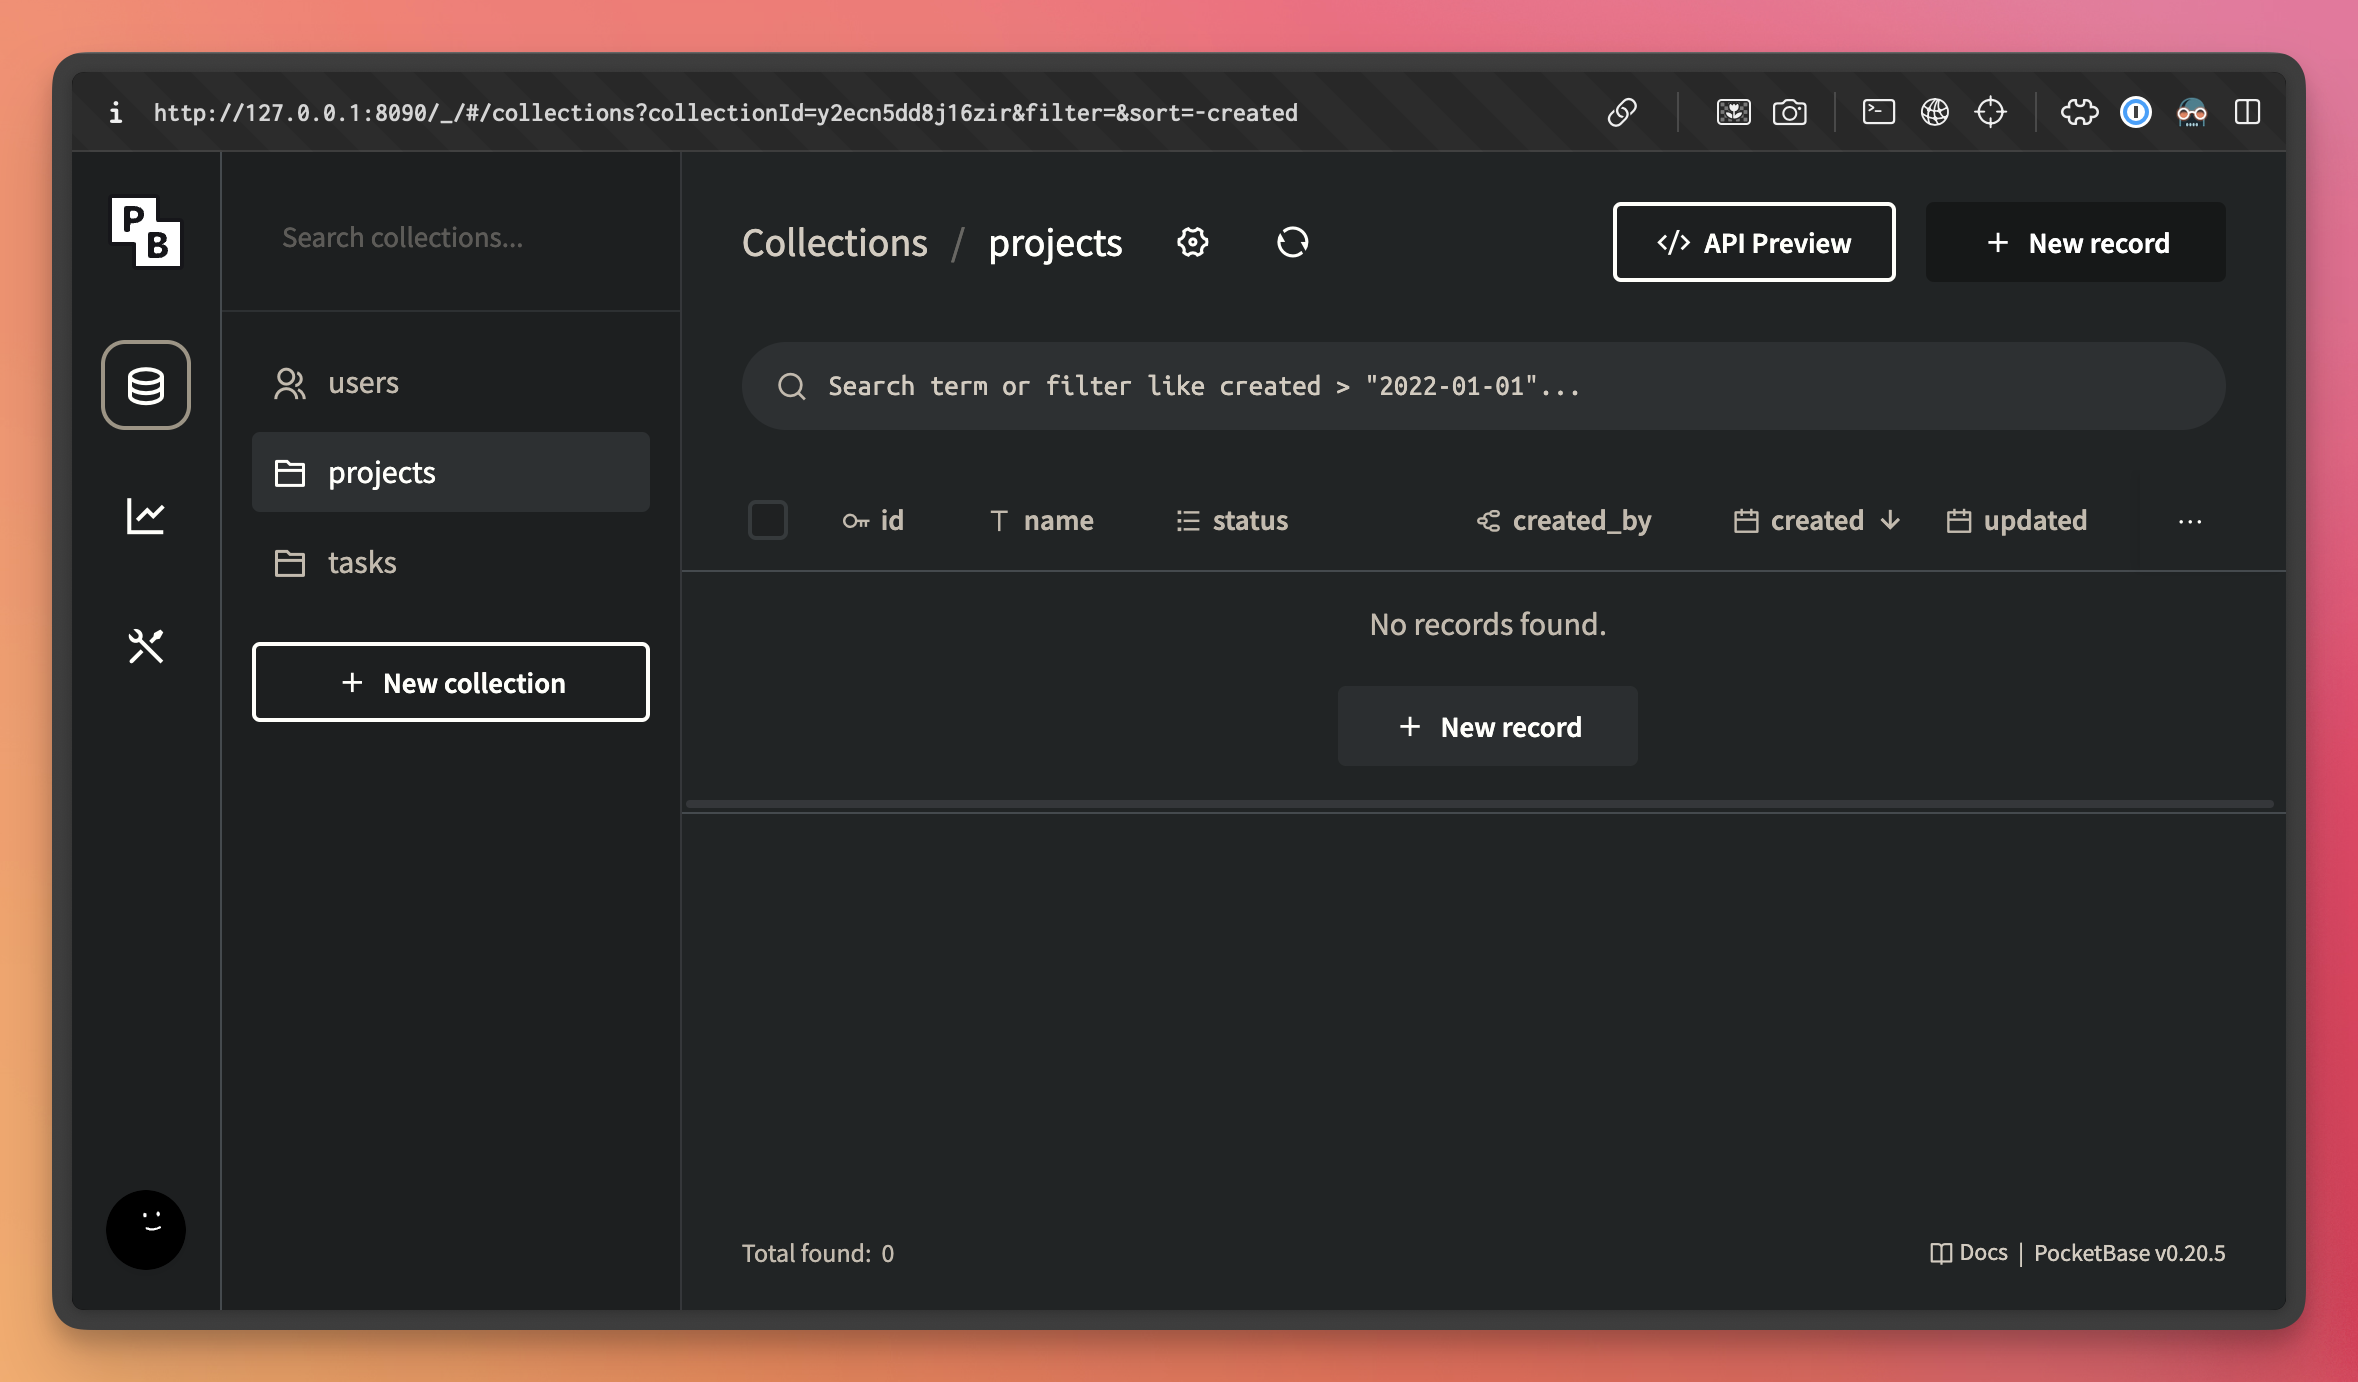 http://127.0.0.1:8090/_/#/collections?collectionId=y2ecn5dd8j16zir&filter=&sort=-created
PB
Search collections...
users
projects
tasks
+ New collection
Collections / projects
</> API Preview
+ New record
Search term or filter like created > "2022-01-01"...
id name status created_by created updated
No records found.
+ New record
Total found: 0
Docs | PocketBase v0.20.5